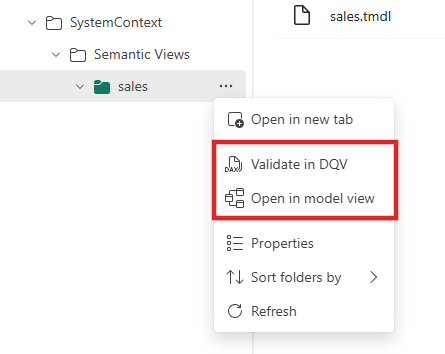 SystemContext
sales.tmdl
Semantic Views
sales
...
Open in new tab
DAX
Validate in DQV
Open in model view
Properties
Sort folders by
Refresh